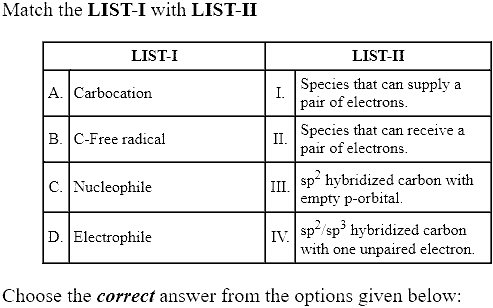 Match the LIST-I with LIST-II
LIST-I LIST-II
A. Carbocation I. Species that can supply a
pair of electrons.
B. C-Free radical II. Species that can receive a
pair of electrons.
C. Nucleophile III. sp² hybridized carbon with
empty p-orbital.
D. Electrophile IV. sp²/sp³ hybridized carbon
with one unpaired electron.
Choose the correct answer from the options given below: